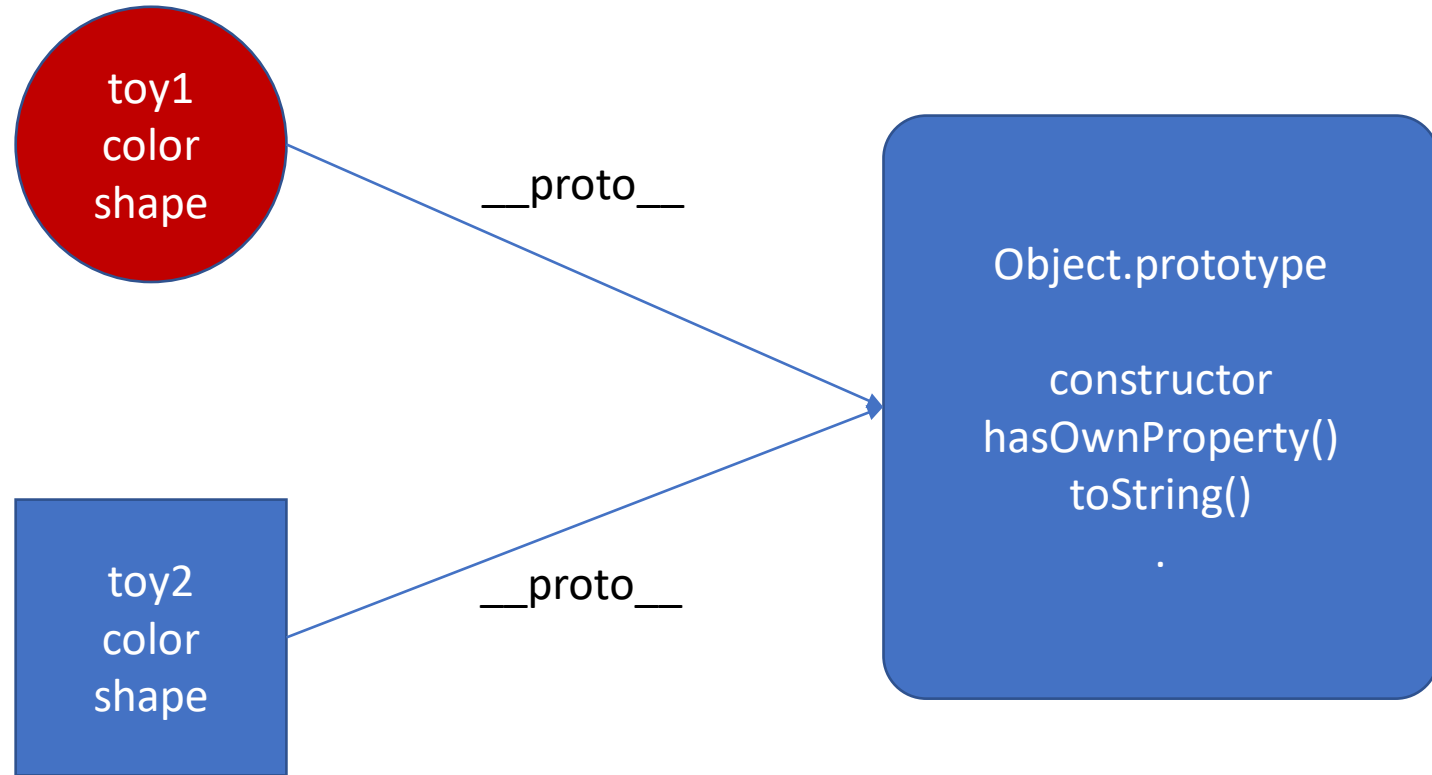 toy1
color
shape
__proto__
Object.prototype
constructor
hasOwnProperty()
toString()
.
__proto__
toy2
color
shape